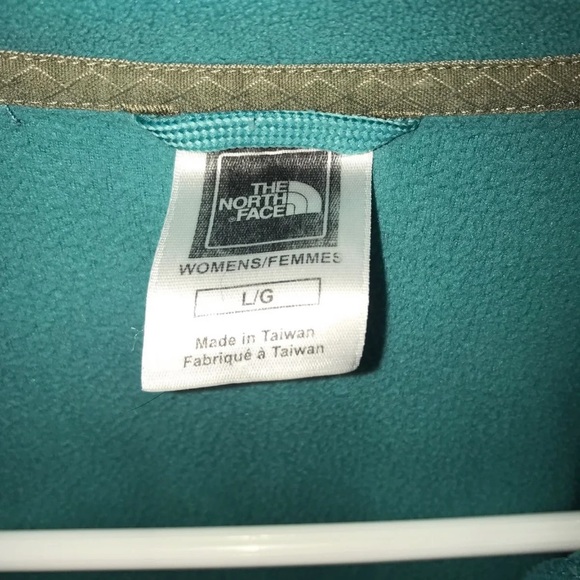 THE
NORTH
FACE
WOMENS/FEMMES
L/G
Made in Taiwan
Fabriqué à Taiwan